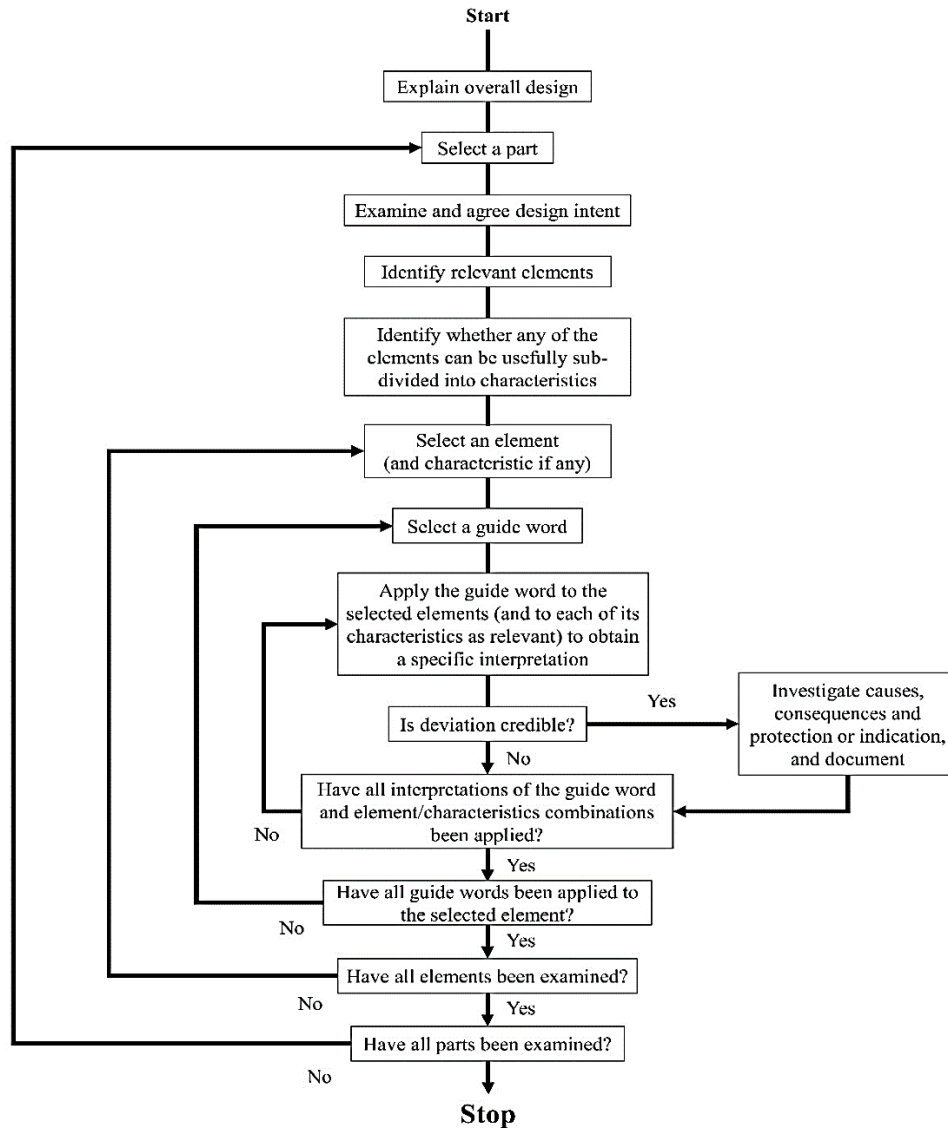 Start
Explain overall design
Select a part
Examine and agree design intent
Identify relevant elements
Identify whether any of the
elements can be usefully sub-
divided into characteristics
Select an element
(and characteristic if any)
Select a guide word
Apply the guide word to the
selected elements (and to each of its
characteristics as relevant) to obtain
a specific interpretation
Is deviation credible?
Yes
Investigate causes,
consequences and
protection or indication,
and document
No
Have all interpretations of the guide word
and element/characteristics combinations
been applied?
No
Yes
Have all guide words been applied to
the selected element?
No
Yes
Have all elements been examined?
No
Yes
Have all parts been examined?
No
Stop